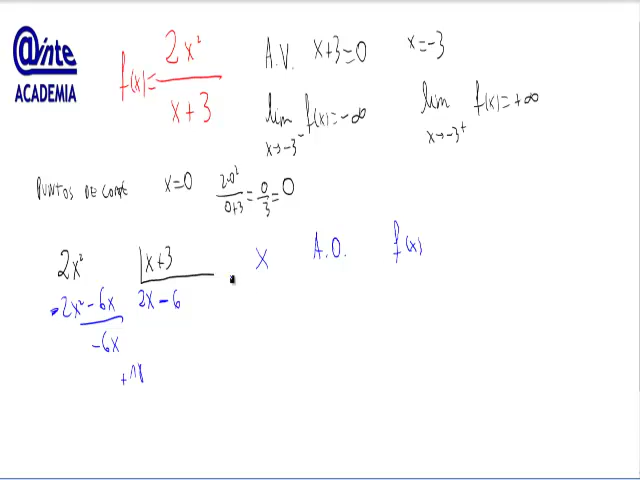 @inte
ACADEMIA
f(x)= 2x² / x+3
A.V. x+3=0 x=-3
lim x→-3⁻ f(x)=-∞
lim x→-3⁺ f(x)=+∞
PUNTOS DE CORTE x=0 2·0² / 0+3 = 0/3 = 0
2x² |x+3 x A.O. f(x)
-2x² - 6x 2x - 6
-6x
+18